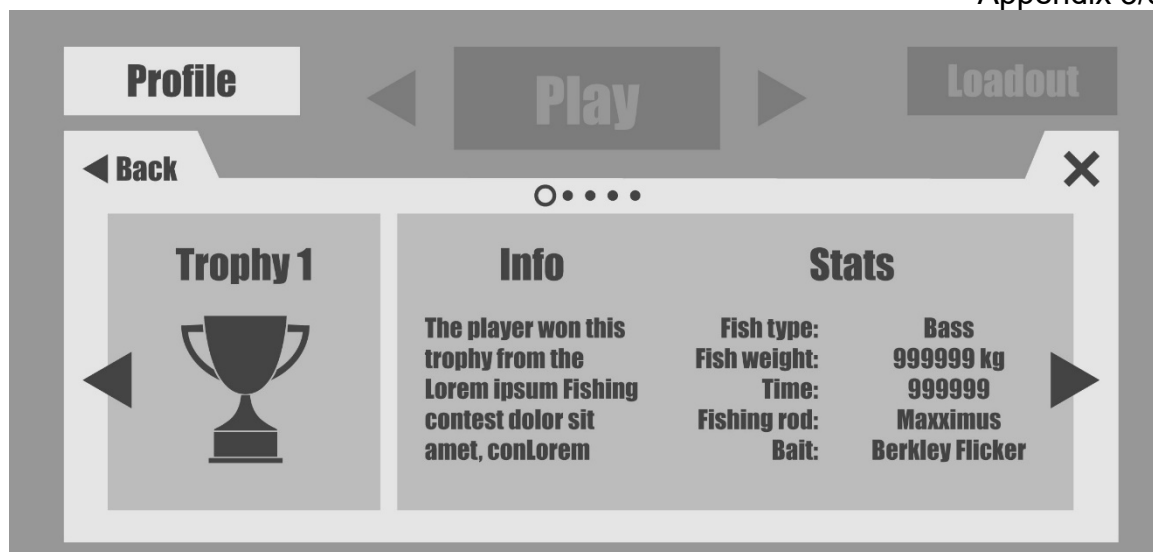 Appendix
Profile
Play
Loadout
Back
Trophy 1
Info
The player won this
trophy from the
Lorem ipsum Fishing
contest dolor sit
amet, conLorem
Stats
Fish type: Bass
Fish weight: 999999 kg
Time: 999999
Fishing rod: Maxximus
Bait: Berkley Flicker